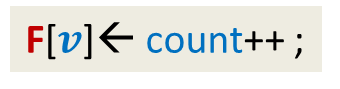 F[𝒗]← count++ ;